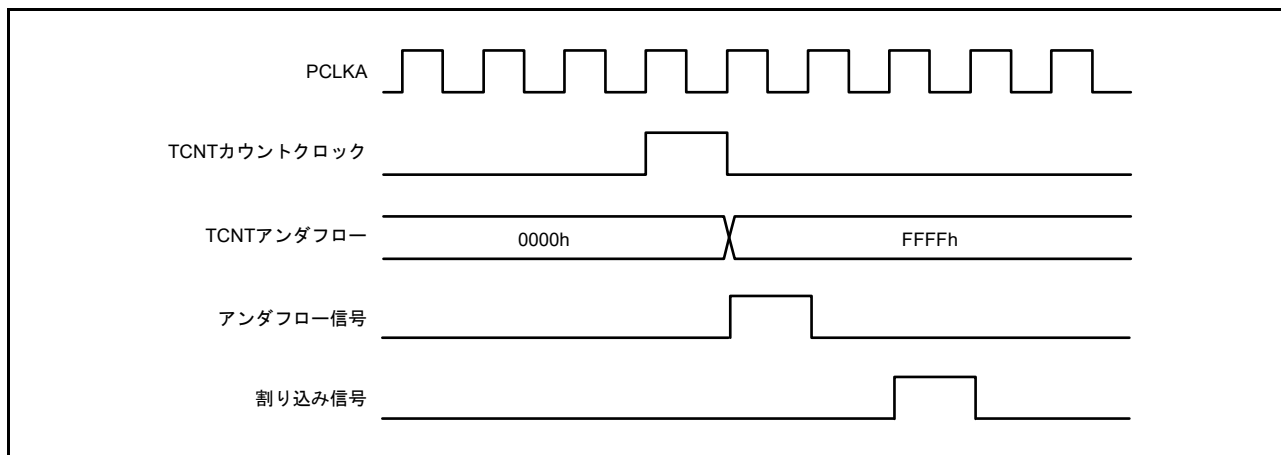 PCLKA
TCNTカウントクロック
TCNTアンダフロー
0000h
FFFFh
アンダフロー信号
割り込み信号